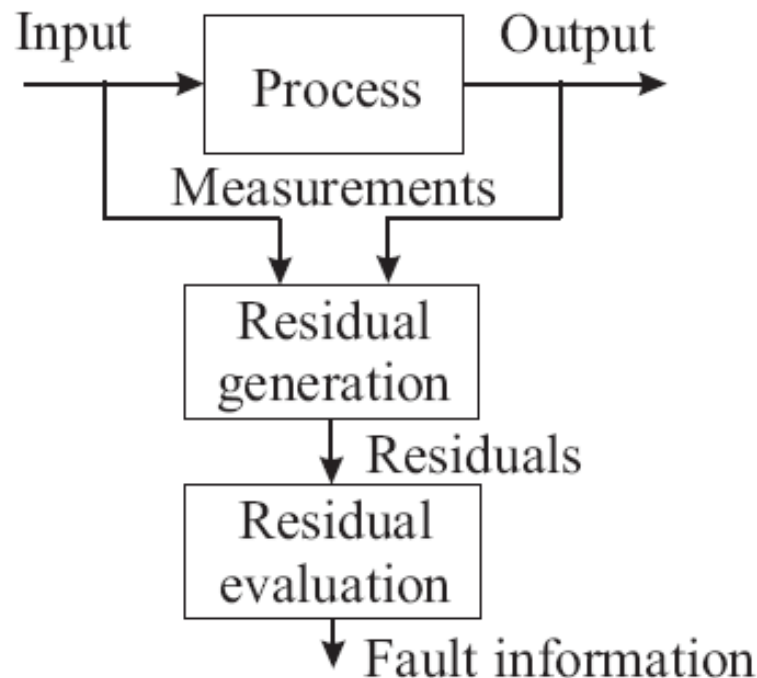 Input
Output
Process
Measurements
Residual
generation
Residuals
Residual
evaluation
Fault information